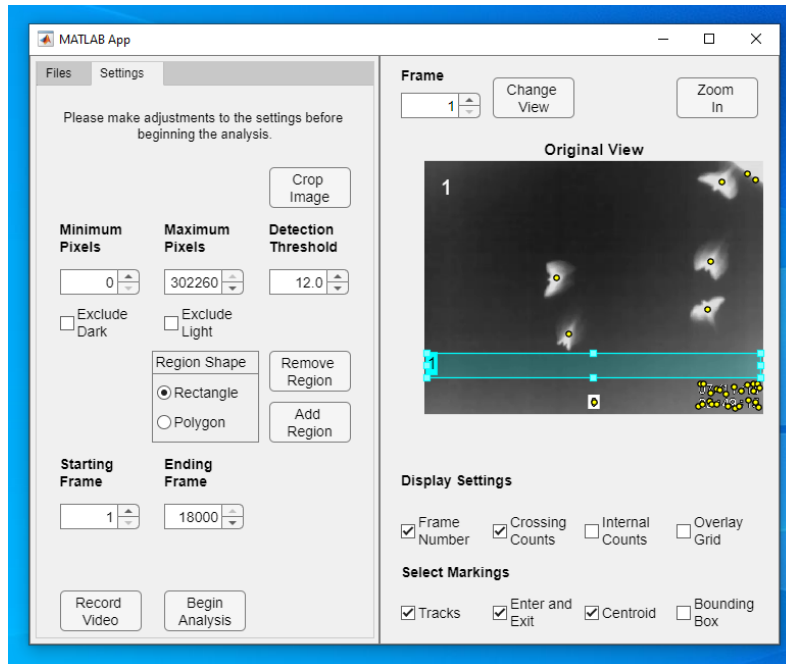 MATLAB App
Files Settings
Please make adjustments to the settings before
beginning the analysis.
Crop
Image
Minimum
Pixels
Maximum
Pixels
Detection
Threshold
0
302260
12.0
Exclude
Dark
Exclude
Light
Region Shape
Rectangle
Polygon
Remove
Region
Add
Region
Starting
Frame
Ending
Frame
1
18000
Record
Video
Begin
Analysis
Frame
1
Change
View
Zoom
In
Original View
1
1
0
Display Settings
Frame
Number
Crossing
Counts
Internal
Counts
Overlay
Grid
Select Markings
Tracks
Enter and
Exit
Centroid
Bounding
Box